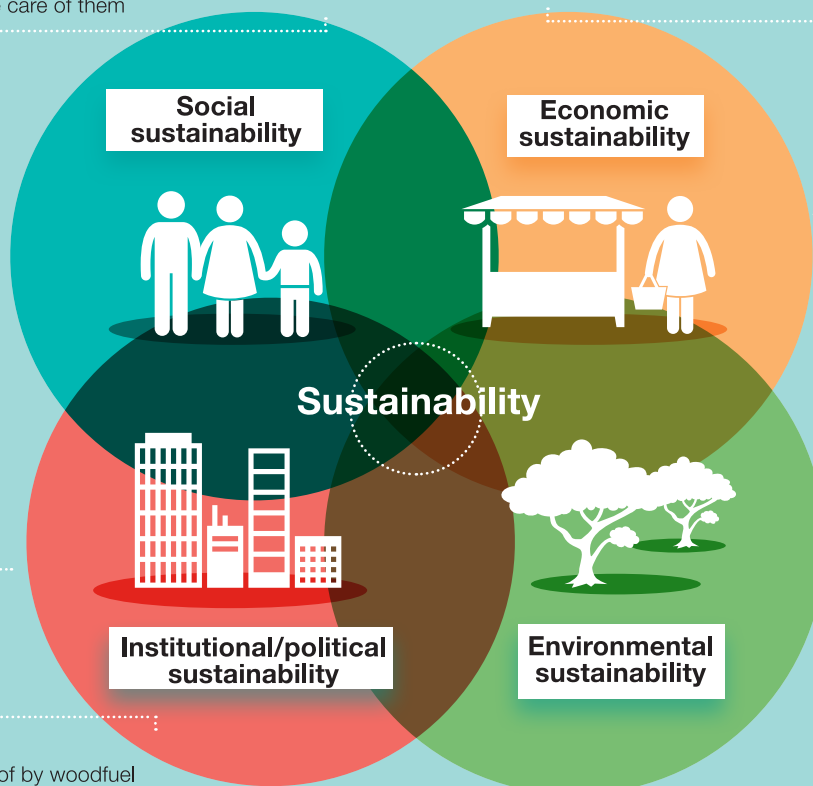 care of them
Social
sustainability
Economic
sustainability
Sustainability
Institutional/political
sustainability
Environmental
sustainability
of by woodfuel